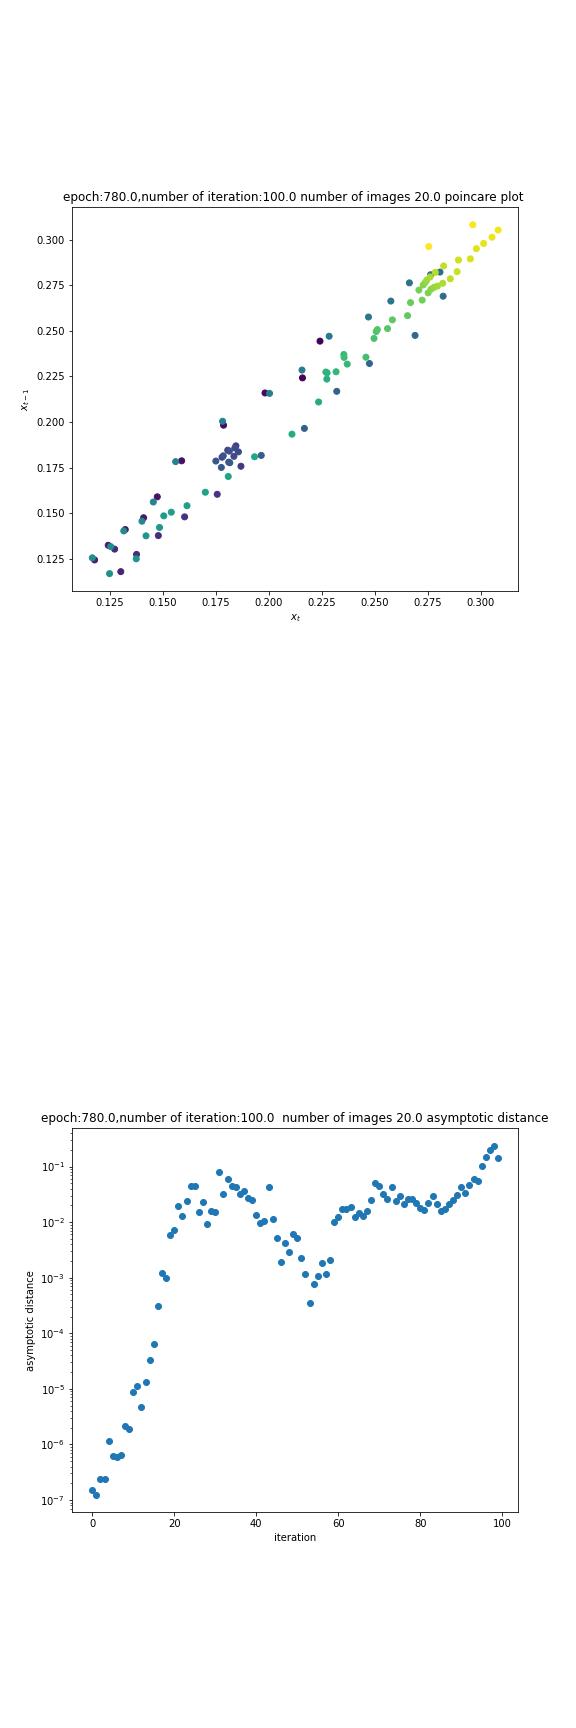 epoch:780.0,number of iteration:100.0 number of images 20.0 poincare plot
0.300
0.275
0.250
0.225
0.200
0.175
0.150
0.125
x_{t-1}
0.125 0.150 0.175 0.200 0.225 0.250 0.275 0.300
x_t
epoch:780.0,number of iteration:100.0  number of images 20.0 asymptotic distance
10^{-1}
10^{-2}
10^{-3}
10^{-4}
10^{-5}
10^{-6}
10^{-7}
asymptotic distance
0 20 40 60 80 100
iteration